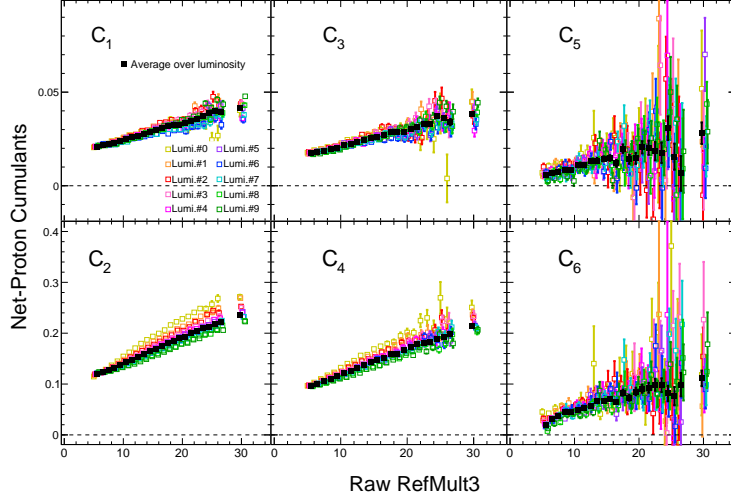 C1
C3
C5
Average over luminosity
0.05
0
Lumi.#0 Lumi.#5
Lumi.#1 Lumi.#6
Lumi.#2 Lumi.#7
Lumi.#3 Lumi.#8
Lumi.#4 Lumi.#9
Net-Proton Cumulants
0.4
C2
C4
C6
0.3
0.2
0.1
0
0 10 20 30 0 10 20 30 0 10 20 30
Raw RefMult3